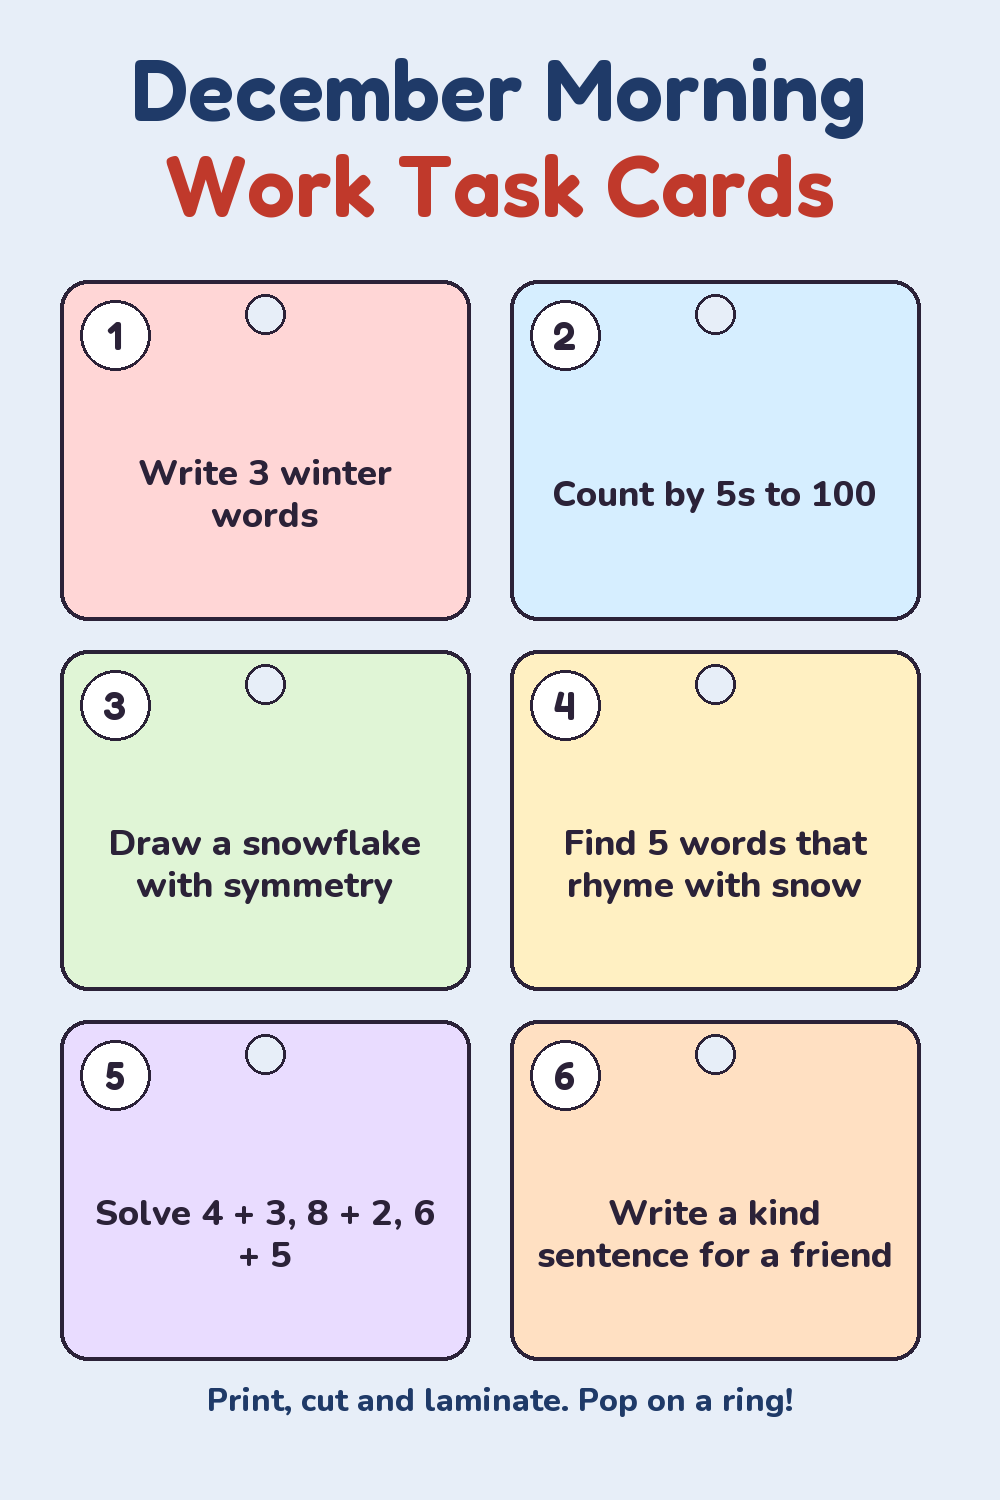 December Morning
Work Task Cards
1
Write 3 winter
words
2
Count by 5s to 100
3
Draw a snowflake
with symmetry
4
Find 5 words that
rhyme with snow
5
Solve 4 + 3, 8 + 2, 6
+ 5
6
Write a kind
sentence for a friend
Print, cut and laminate. Pop on a ring!